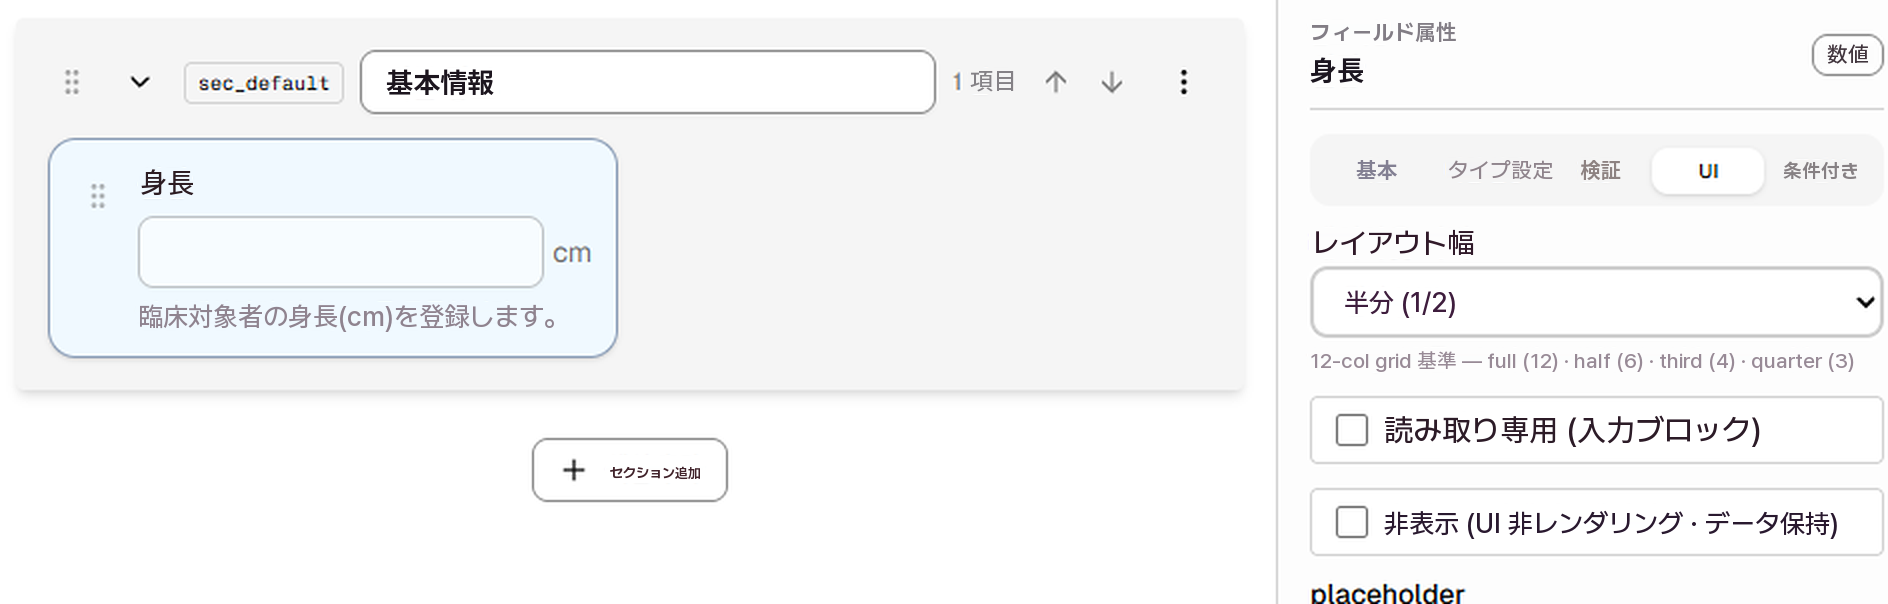 sec_default 基本情報 1 項目
身長
cm
臨床対象者の身長(cm)を登録します。
セクション追加
フィールド属性
身長
数値
基本 タイプ設定 検証 UI 条件付き
レイアウト幅
半分 (1/2)
12-col grid 基準 — full (12) · half (6) · third (4) · quarter (3)
読み取り専用 (入力ブロック)
非表示 (UI 非レンダリング · データ保持)
placeholder